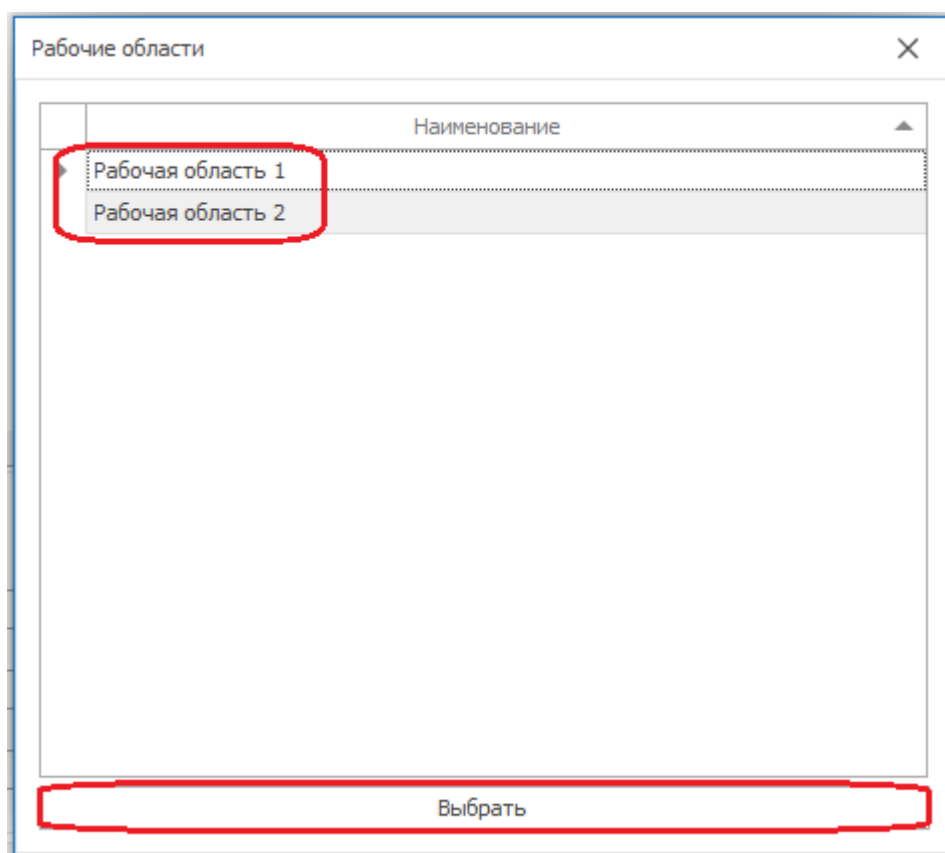 Рабочие области
Наименование
Рабочая область 1
Рабочая область 2
Выбрать